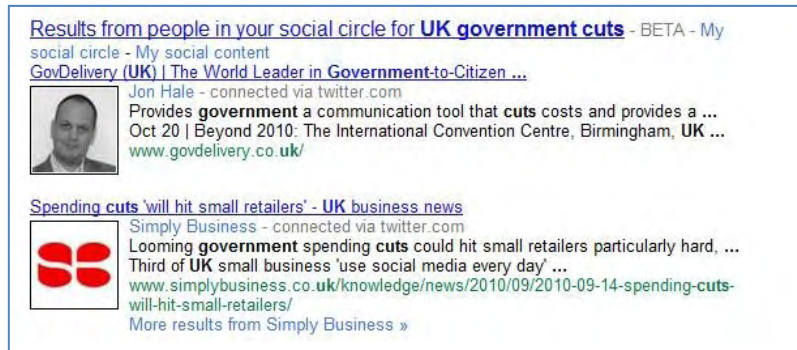 Results from people in your social circle for UK government cuts - BETA - My
social circle - My social content
GovDelivery (UK) | The World Leader in Government-to-Citizen ...
Jon Hale - connected via twitter.com
Provides government a communication tool that cuts costs and provides a ...
Oct 20 | Beyond 2010: The International Convention Centre, Birmingham, UK ...
www.govdelivery.co.uk/
Spending cuts 'will hit small retailers' - UK business news
Simply Business - connected via twitter.com
Looming government spending cuts could hit small retailers particularly hard, ...
Third of UK small business 'use social media every day' ...
www.simplybusiness.co.uk/knowledge/news/2010/09/2010-09-14-spending-cuts-
will-hit-small-retailers/
More results from Simply Business »